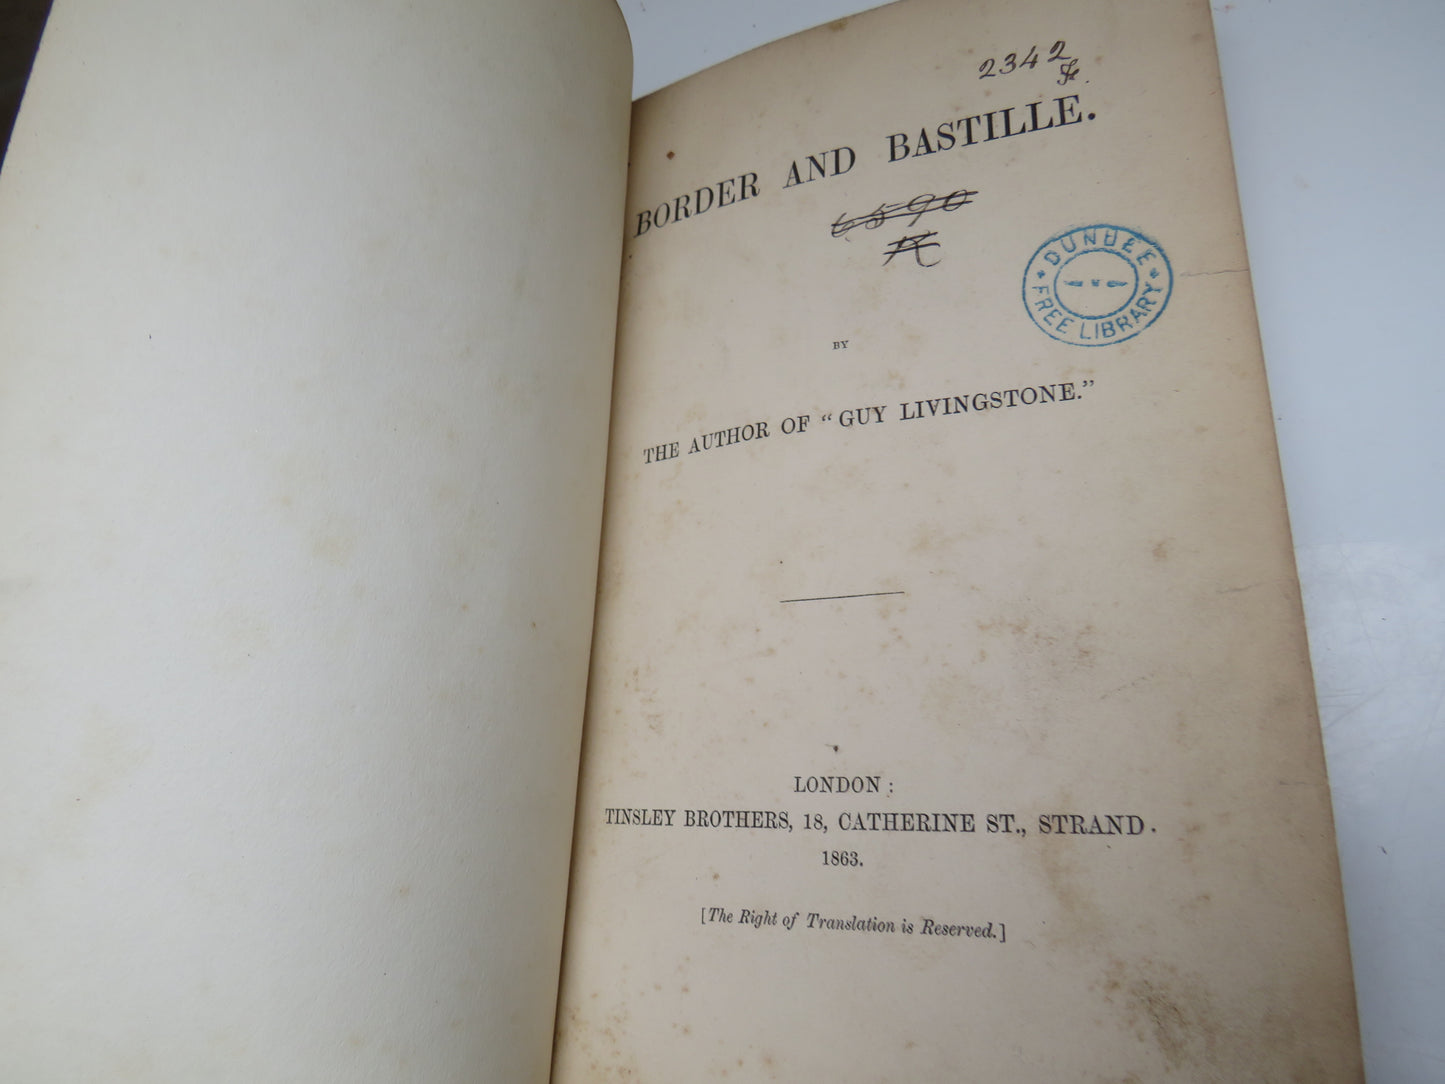 2342
BORDER AND BASTILLE.
6590
DUNDEE
FREE LIBRARY
BY
THE AUTHOR OF "GUY LIVINGSTONE."
LONDON:
TINSLEY BROTHERS, 18, CATHERINE ST., STRAND.
1863.
[The Right of Translation is Reserved.]